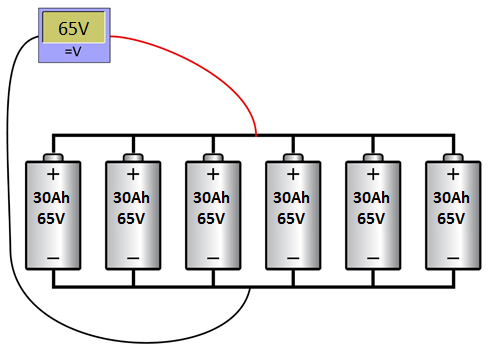 65V
=V
+ + + + + +
30Ah 30Ah 30Ah 30Ah 30Ah 30Ah
65V 65V 65V 65V 65V 65V
− − − − − −